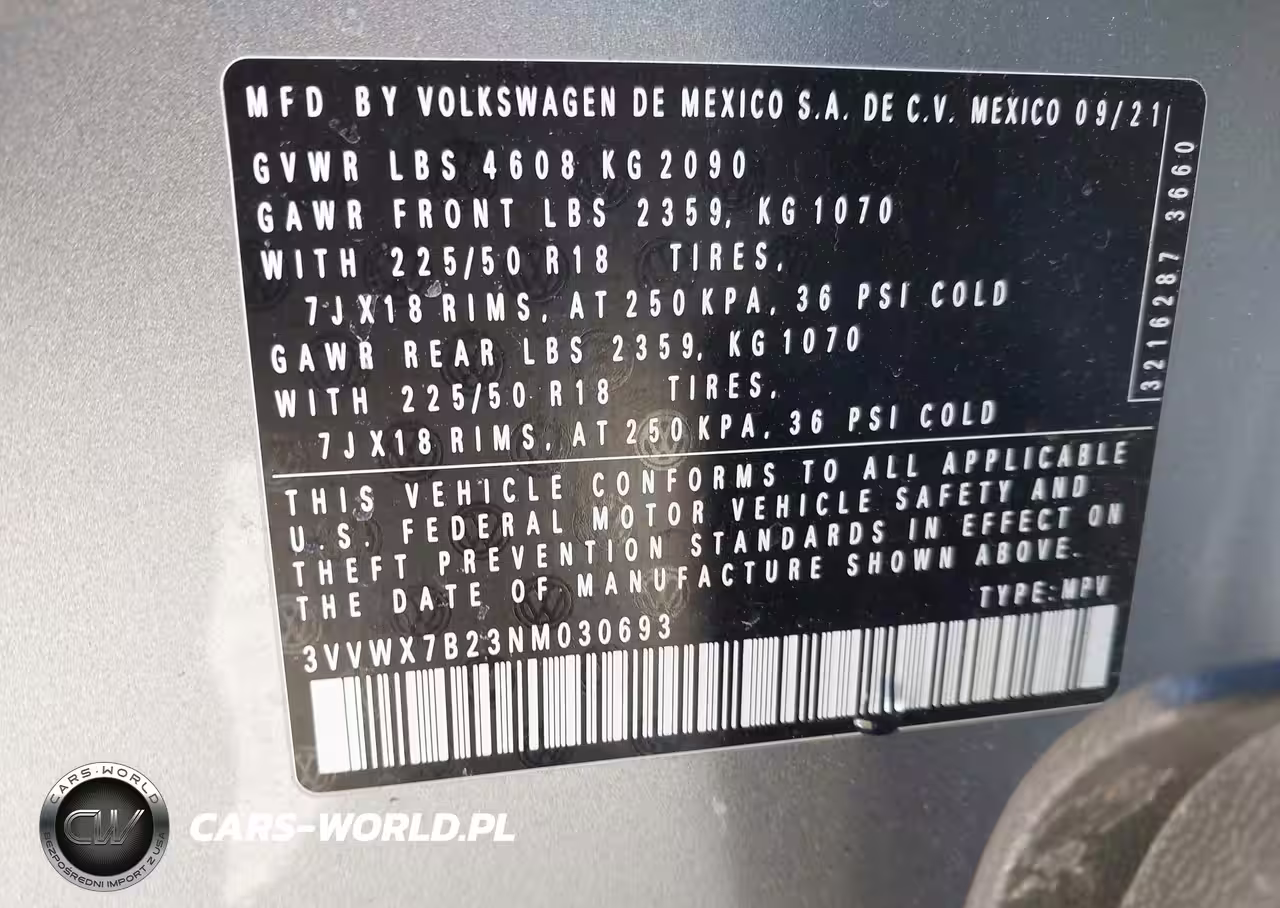 MFD BY VOLKSWAGEN DE MEXICO S.A. DE C.V. MEXICO 09/21
GVWR LBS 4608 KG 2090
GAWR FRONT LBS 2359, KG 1070
WITH 225/50 R18 TIRES,
7JX18 RIMS, AT 250 KPA, 36 PSI COLD
GAWR REAR LBS 2359, KG 1070
WITH 225/50 R18 TIRES,
7JX18 RIMS, AT 250 KPA, 36 PSI COLD
3216287 3660
THIS VEHICLE CONFORMS TO ALL APPLICABLE
U.S. FEDERAL MOTOR VEHICLE SAFETY AND
THEFT PREVENTION STANDARDS IN EFFECT ON
THE DATE OF MANUFACTURE SHOWN ABOVE.
TYPE:MPV
3VVWX7B23NM030693
CARS-WORLD
CW
BEZPOŚREDNI IMPORT Z USA
CARS-WORLD.PL